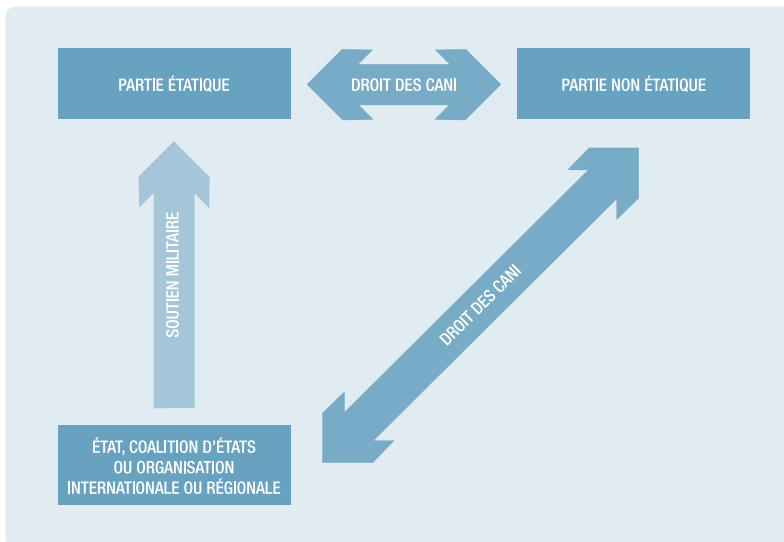 PARTIE ÉTATIQUE
DROIT DES CANI
PARTIE NON ÉTATIQUE
SOUTIEN MILITAIRE
DROIT DES CANI
ÉTAT, COALITION D'ÉTATS
OU ORGANISATION
INTERNATIONALE OU RÉGIONALE